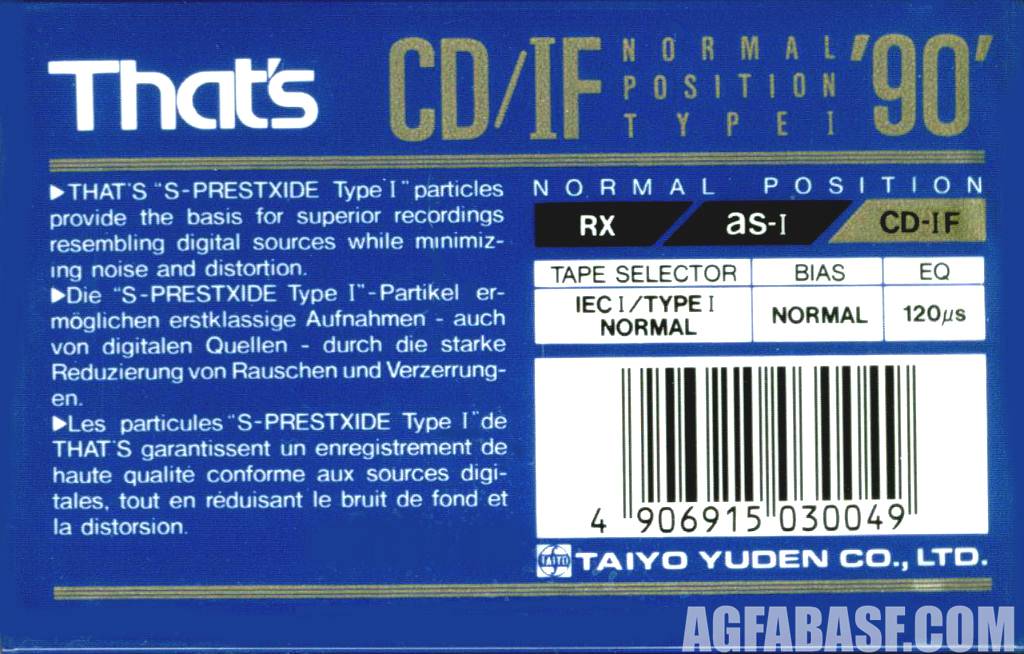 That's
CD/IF
NORMAL
POSITION
TYPE I
'90'
▶THAT'S "S-PRESTXIDE Type I" particles
provide the basis for superior recordings
resembling digital sources while minimiz-
ing noise and distortion.
▶Die "S-PRESTXIDE Type I"-Partikel er-
möglichen erstklassige Aufnahmen - auch
von digitalen Quellen - durch die starke
Reduzierung von Rauschen und Verzerrung-
en.
▶Les particules "S-PRESTXIDE Type I" de
THAT'S garantissent un enregistrement de
haute qualité conforme aux sources digi-
tales, tout en réduisant le bruit de fond et
la distorsion.
NORMAL POSITION
RX as-I CD-IF
TAPE SELECTOR BIAS EQ
IEC I/TYPE I
NORMAL
NORMAL
120µs
4 906915 030049
TAIYO
TAIYO YUDEN CO., LTD.
AGFABASF.COM